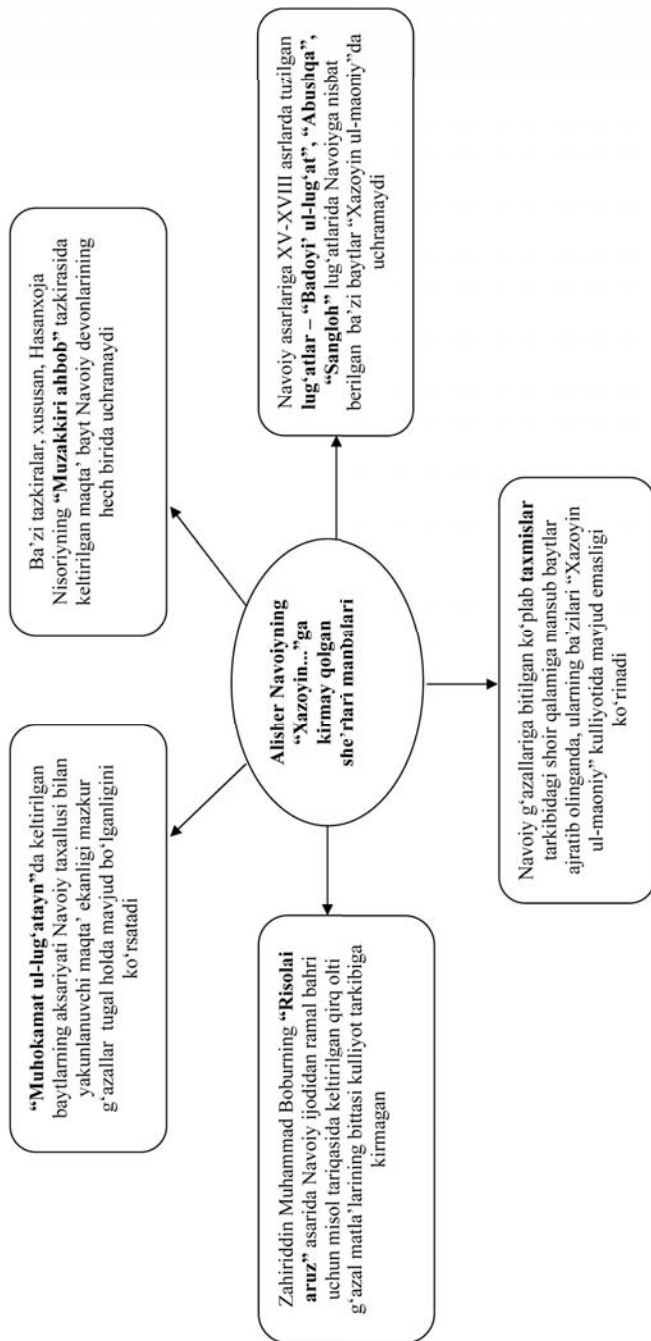 “Muhokamat ul-lug‘atayn”da keltirilgan
baytlarning aksariyati Navoiy taxallusi bilan
yakunlanuvchi maqta’ ekanligi mazkur
g‘azallar tugal holda mavjud bo‘lganligini
ko‘rsatadi
Ba’zi tazkiralar, xususan, Hasanxoja
Nisoriyning “Muzakkiri ahbob” tazkirasida
keltirilgan maqta’ bayt Navoiy devonlarining
hech birida uchramaydi
Alisher Navoiyning
“Xazoyin...”ga
kirmay qolgan
she’rlari manbalari
Zahiriddin Muhammad Boburning “Risolai
aruz” asarida Navoiy ijodidan ramal bahri
uchun misol tariqasida keltirilgan qirq olti
g‘azal matla’larining bittasi kulliyot tarkibiga
kirmagan
Navoiy g‘azallariga bitilgan ko‘plab taxmislar
tarkibidagi shoir qalamiga mansub baytlar
ajratib olinganda, ularning ba’zilari “Xazoyin
ul-maoniy” kulliyotida mavjud emasligi
ko‘rinadi
Navoiy asarlariga XV-XVIII asrlarda tuzilgan
lug‘atlar – “Badoyi’ ul-lug‘at”, “Abushqa”,
“Sangloh” lug‘atlarida Navoiyga nisbat
berilgan ba’zi baytlar “Xazoyin ul-maoniy”da
uchramaydi